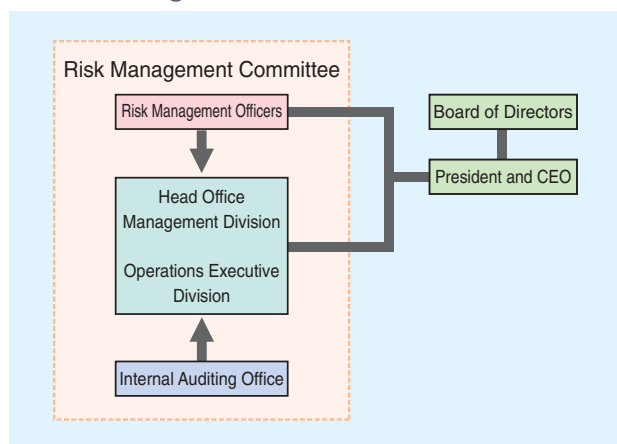 Risk Management Committee
Risk Management Officers
Board of Directors
President and CEO
Head Office
Management Division
Operations Executive
Division
Internal Auditing Office